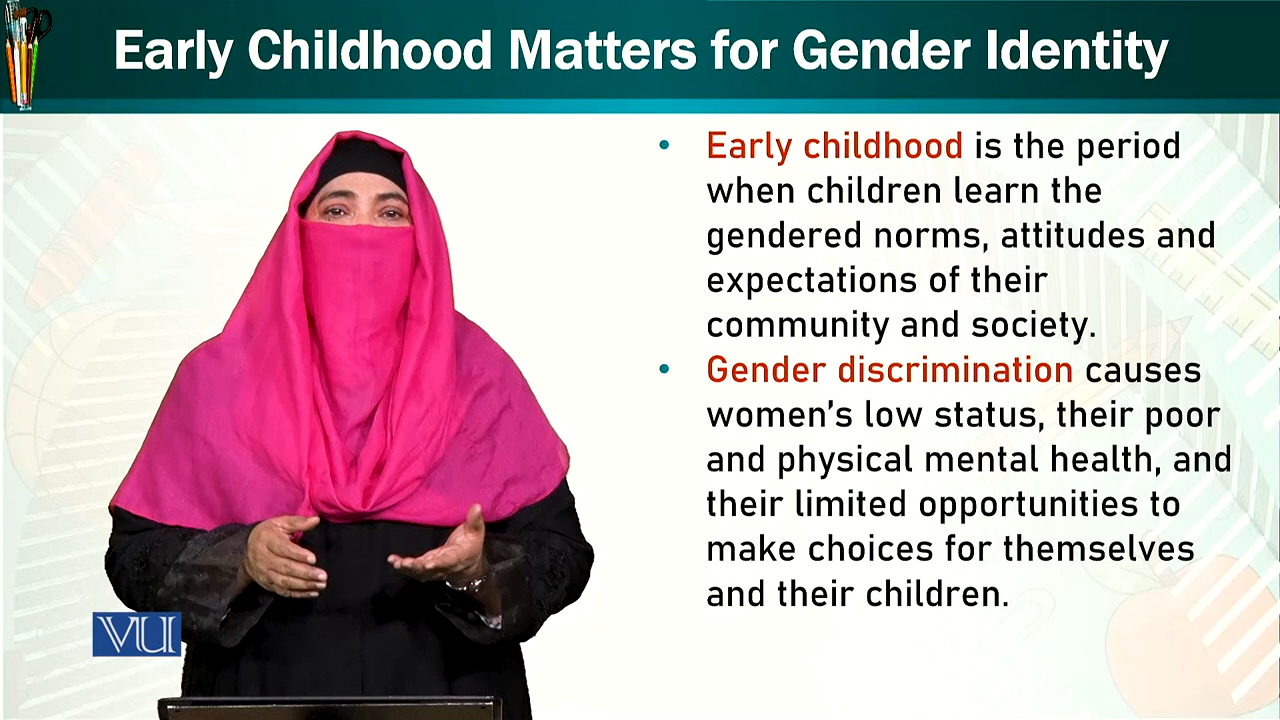 Early Childhood Matters for Gender Identity
• Early childhood is the period
when children learn the
gendered norms, attitudes and
expectations of their
community and society.
• Gender discrimination causes
women's low status, their poor
and physical mental health, and
their limited opportunities to
make choices for themselves
and their children.
VU